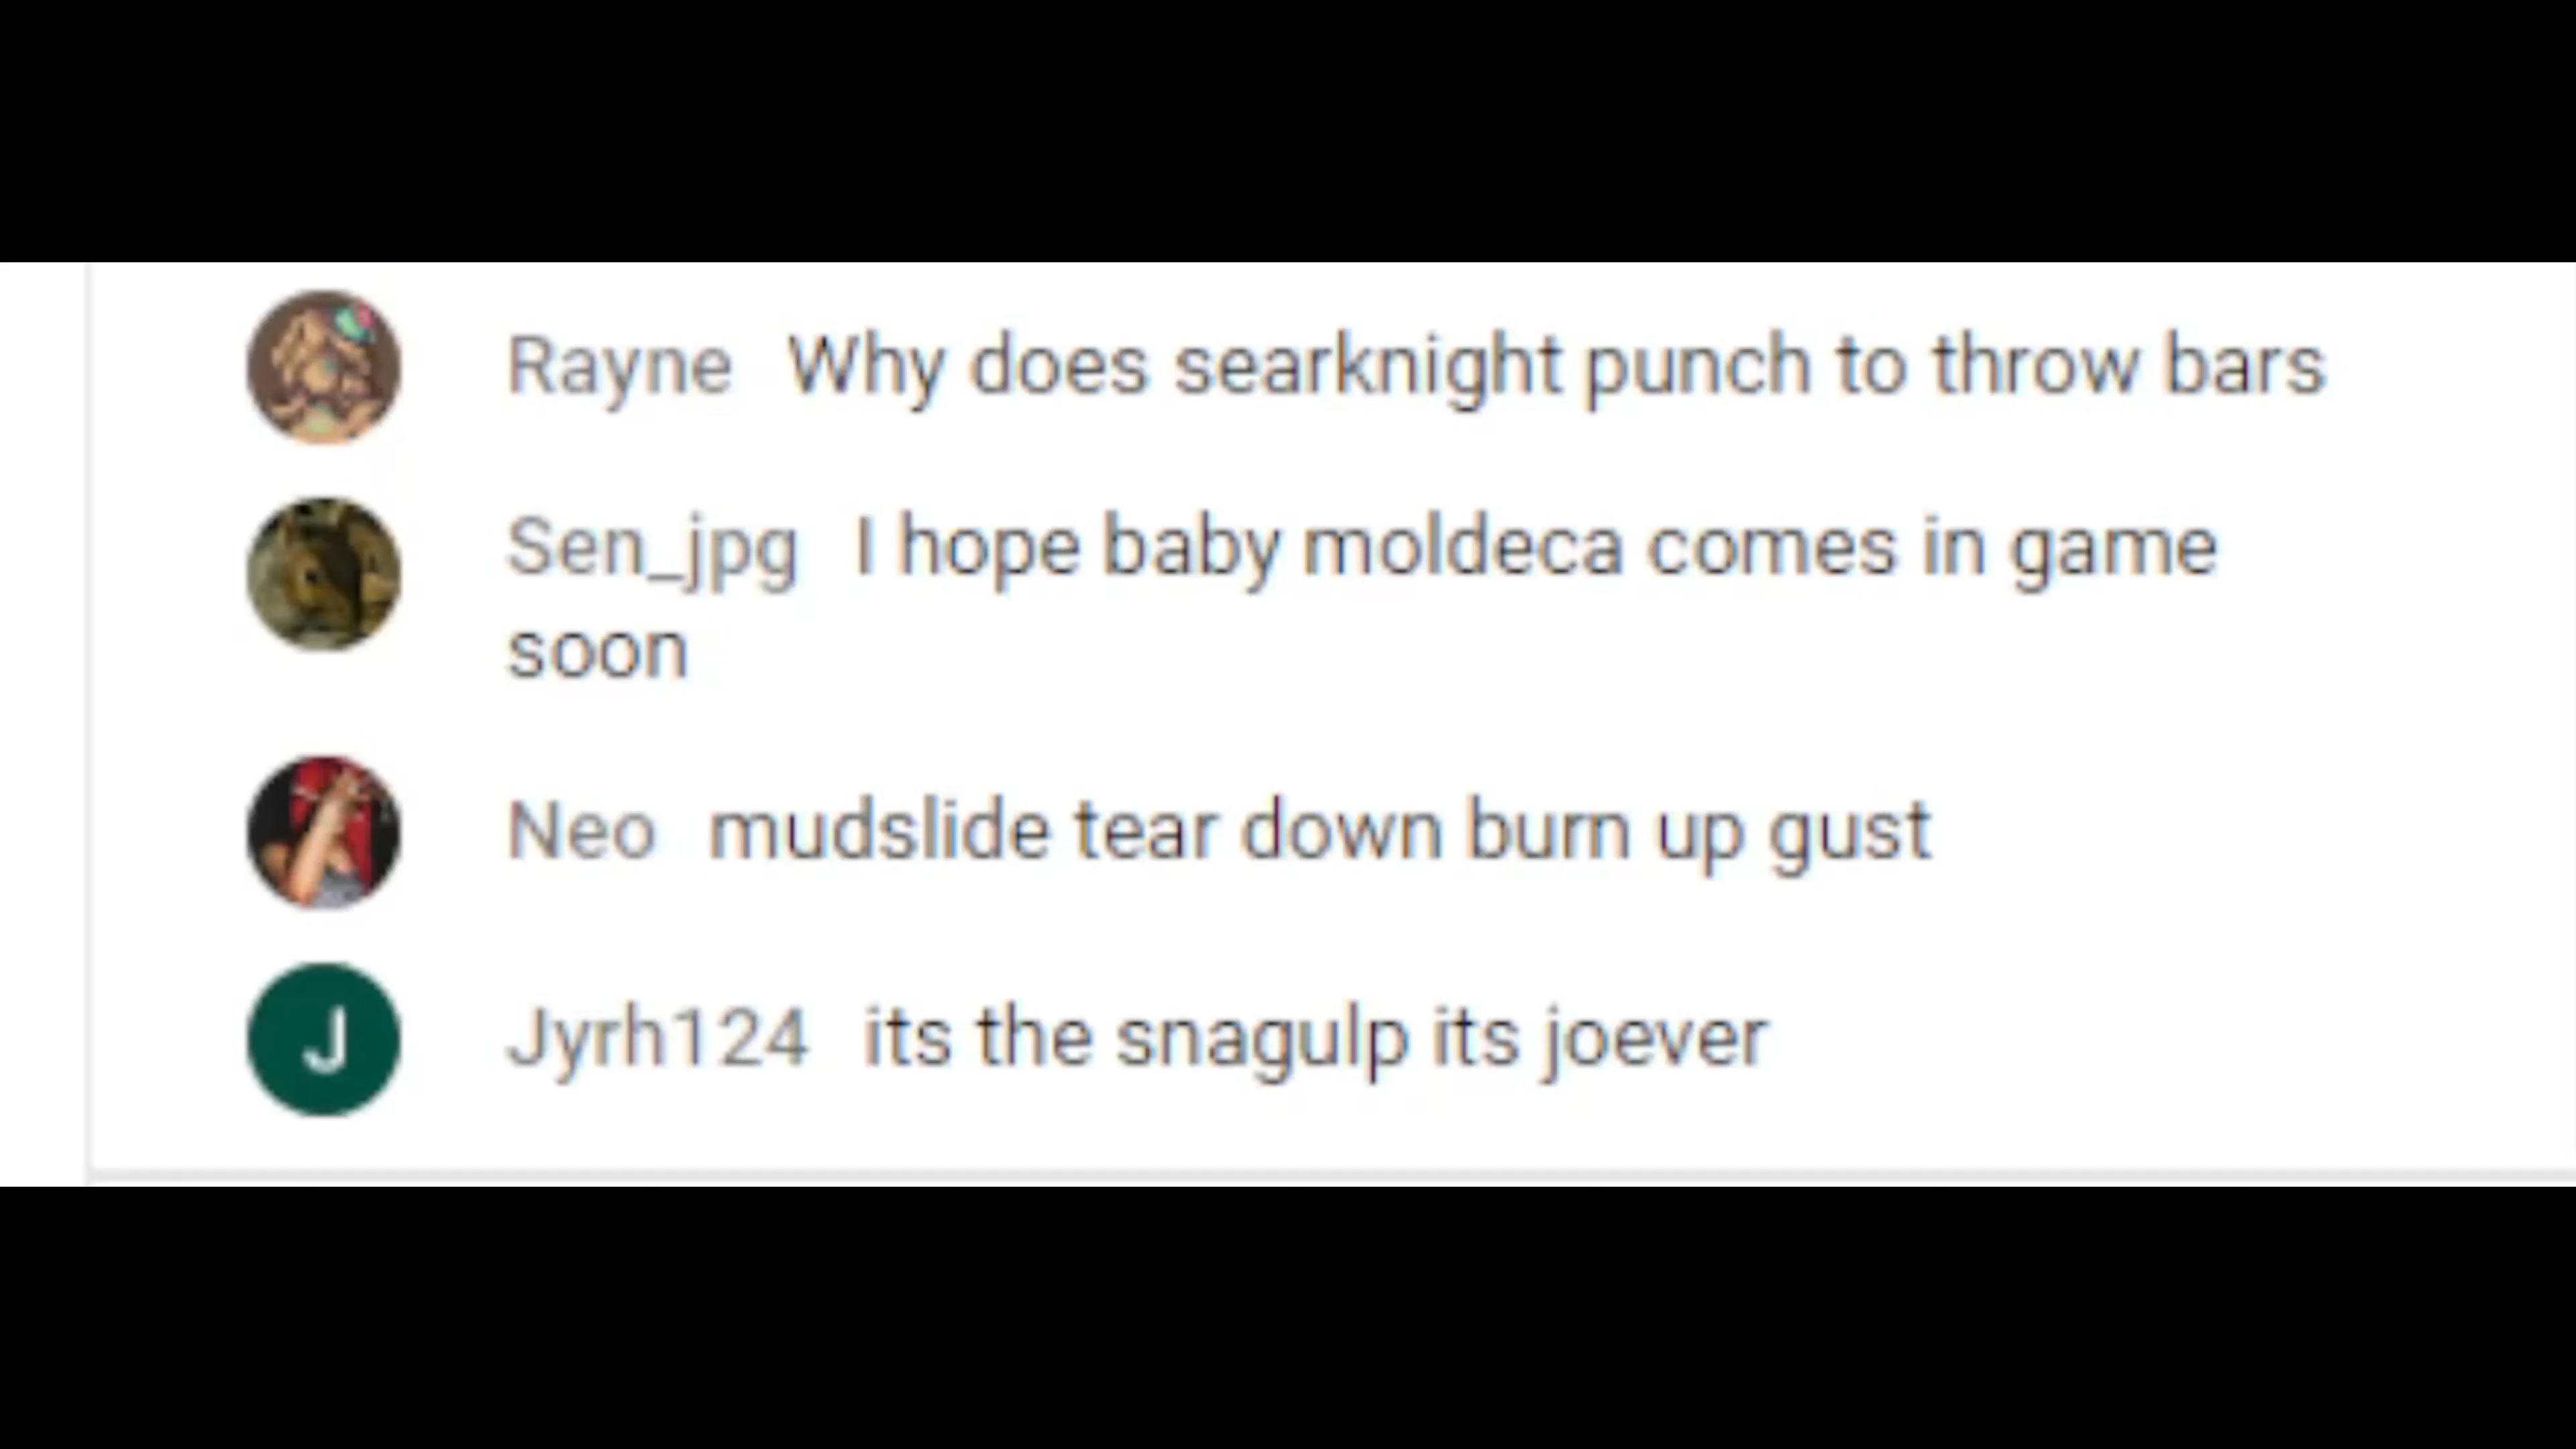 Rayne Why does searknight punch to throw bars
Sen_jpg I hope baby moldeca comes in game
soon
Neo mudslide tear down burn up gust
J
Jyrh124 its the snagulp its joever